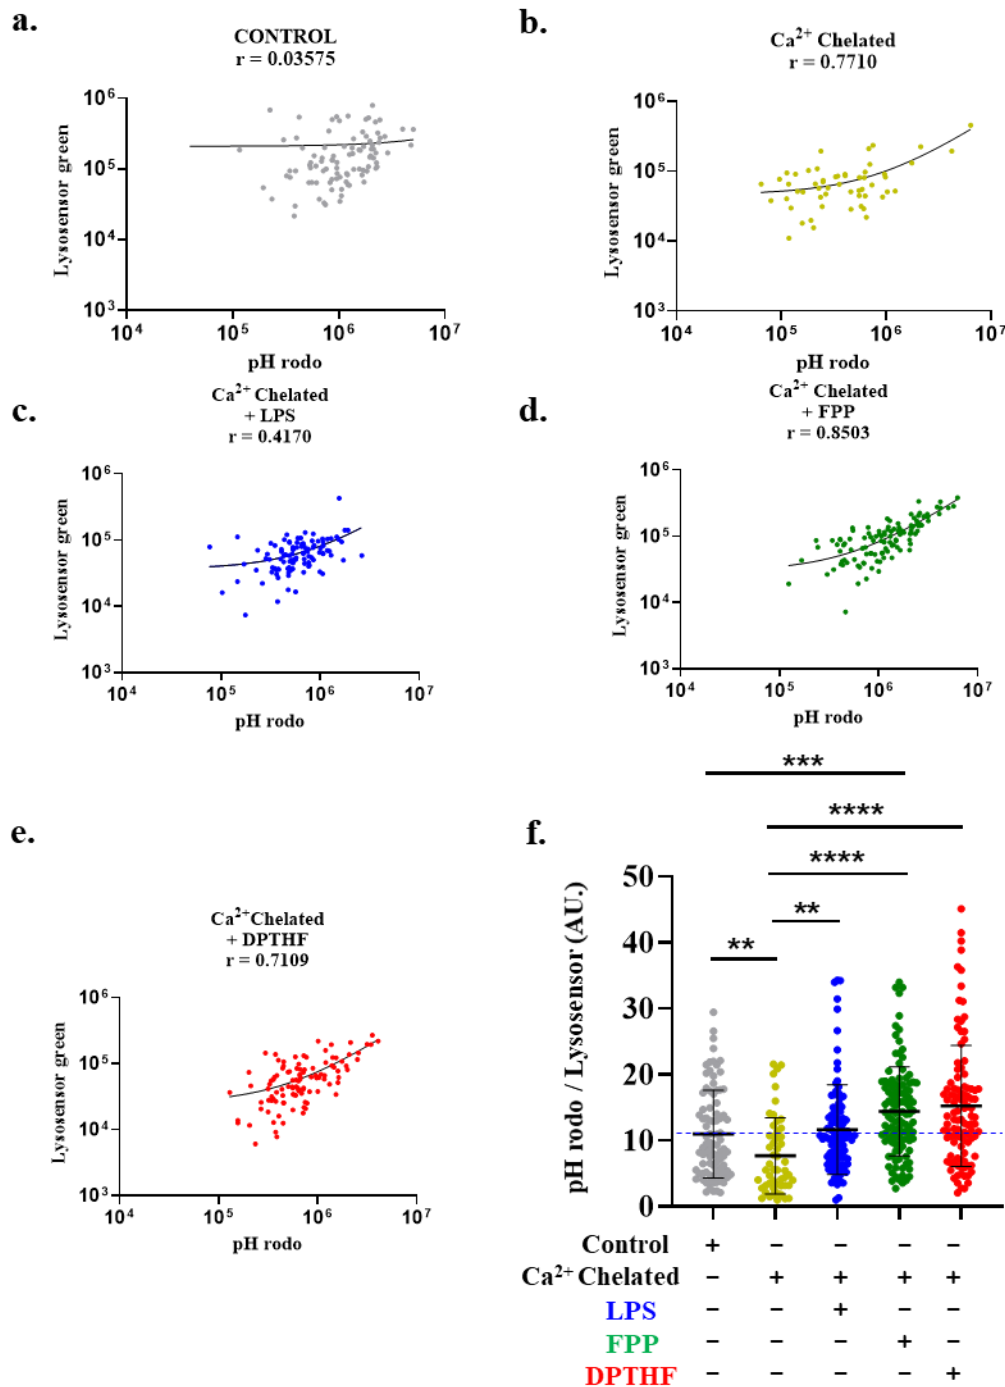 a.
CONTROL
r = 0.03575
Lysosensor green
10⁶
10⁵
10⁴
10³
10⁴ 10⁵ 10⁶ 10⁷
pH rodo
b.
Ca²⁺ Chelated
r = 0.7710
Lysosensor green
10⁶
10⁵
10⁴
10³
10⁴ 10⁵ 10⁶ 10⁷
pH rodo
c.
Ca²⁺ Chelated
+ LPS
r = 0.4170
Lysosensor green
10⁶
10⁵
10⁴
10³
10⁴ 10⁵ 10⁶ 10⁷
pH rodo
d.
Ca²⁺ Chelated
+ FPP
r = 0.8503
Lysosensor green
10⁶
10⁵
10⁴
10³
10⁴ 10⁵ 10⁶ 10⁷
pH rodo
e.
Ca²⁺Chelated
+ DPTHF
r = 0.7109
Lysosensor green
10⁶
10⁵
10⁴
10³
10⁴ 10⁵ 10⁶ 10⁷
pH rodo
f.
***
****
****
**
**
pH rodo / Lysosensor (AU.)
50
40
30
20
10
0
Control + − − − −
Ca²⁺ Chelated − + + + +
LPS − − + − −
FPP − − − + −
DPTHF − − − − +